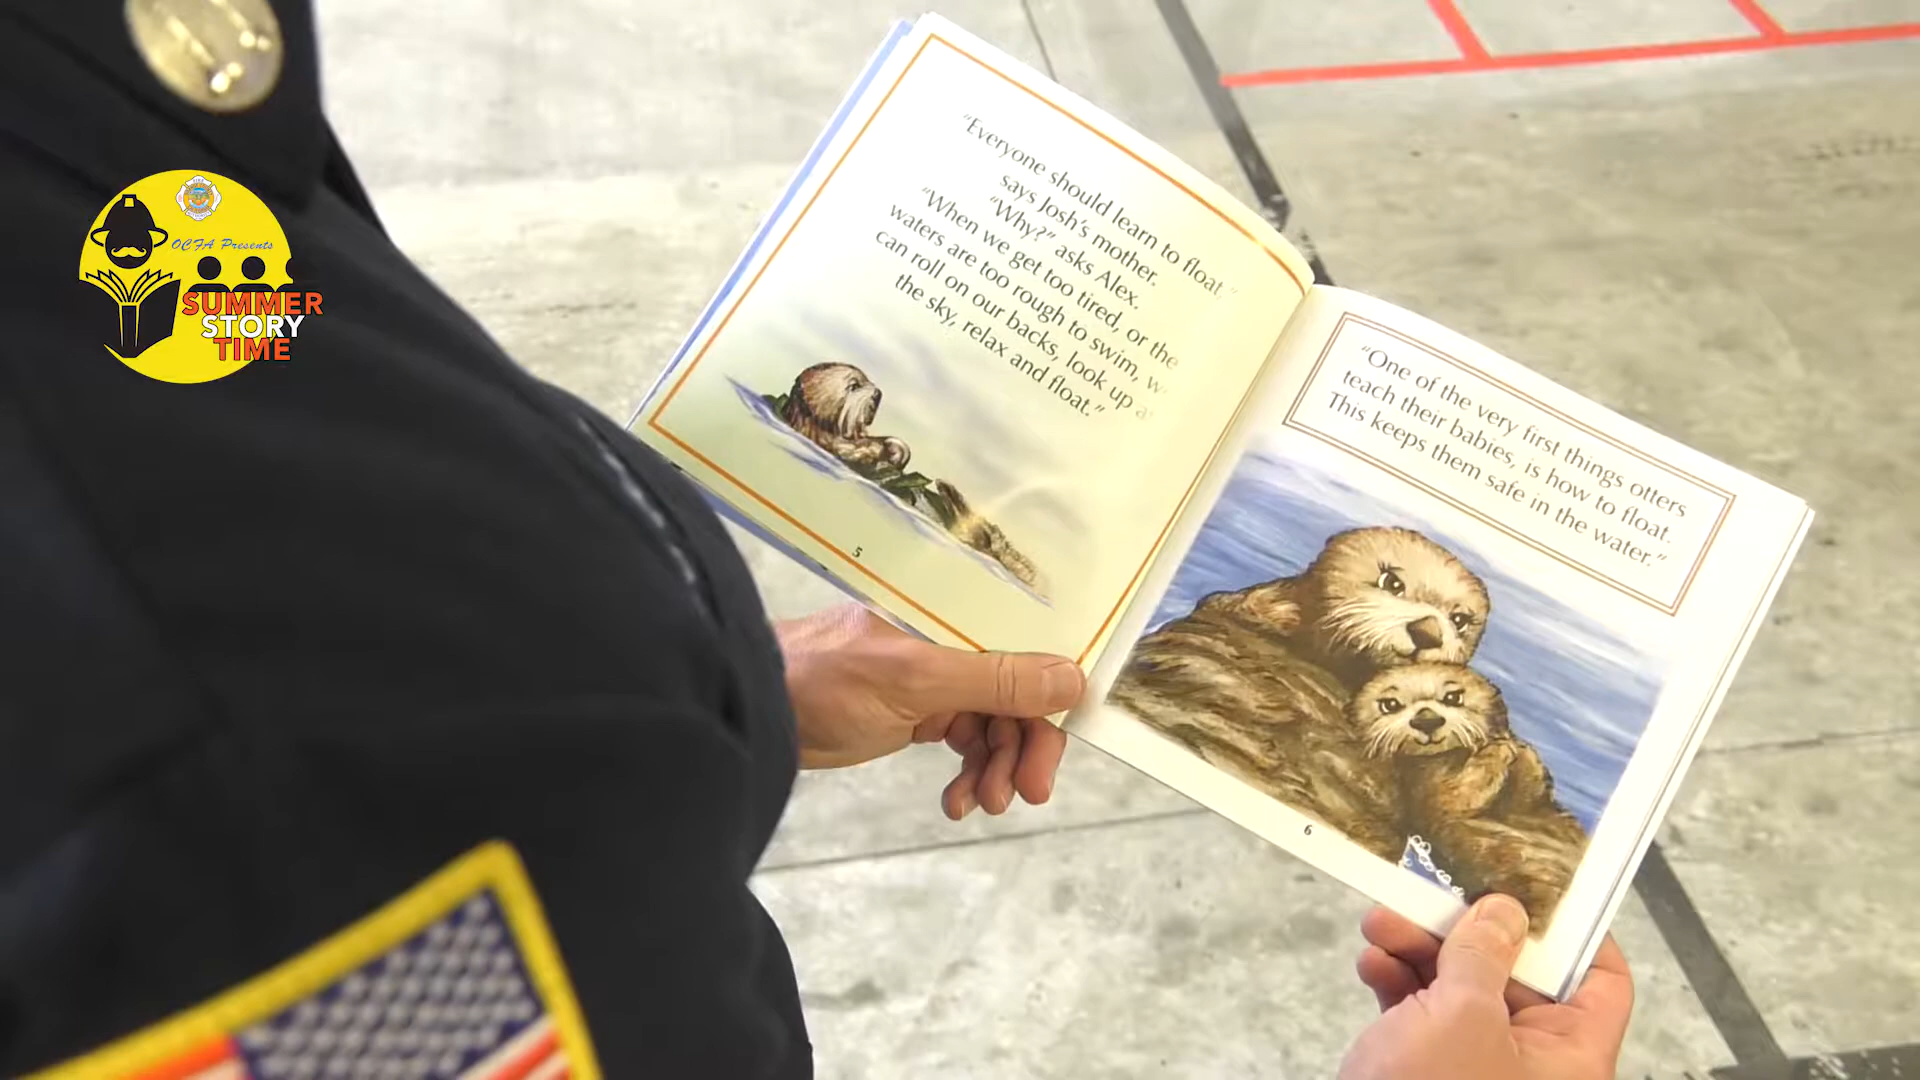 OCFA Presents
SUMMER
STORY
TIME
"Everyone should learn to float,"
says Josh's mother.
"Why?" asks Alex.
"When we get too tired, or the
waters are too rough to swim,
can roll on our backs, look up
the sky, relax and float."
5
"One of the very first things otters
teach their babies, is how to float.
This keeps them safe in the water."
6